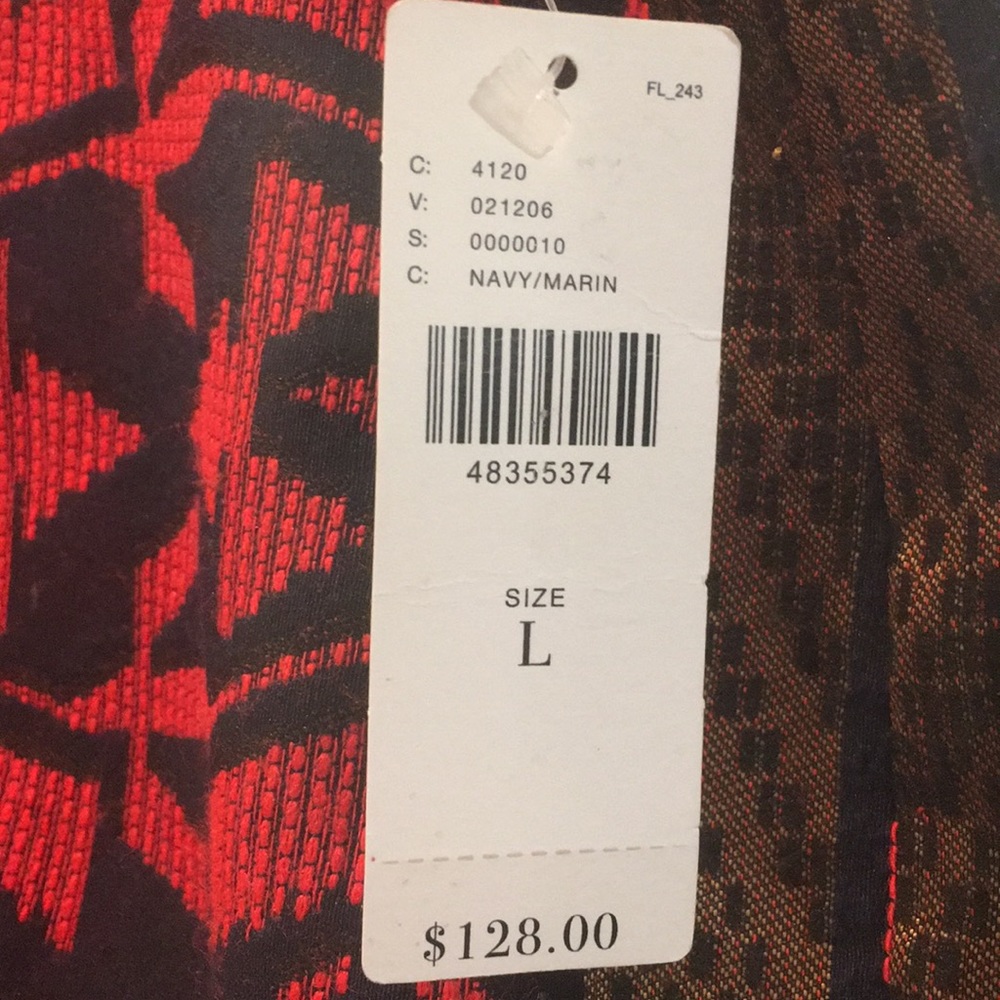 FL_243
C: 4120
V: 021206
S: 0000010
C: NAVY/MARIN
48355374
SIZE
L
$128.00